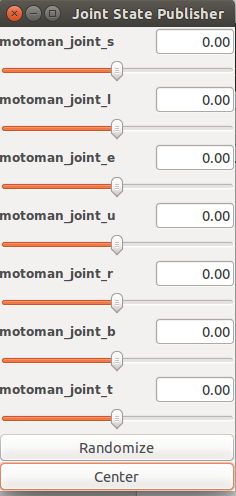 Joint State Publisher
motoman_joint_s 0.00
motoman_joint_l 0.00
motoman_joint_e 0.00
motoman_joint_u 0.00
motoman_joint_r 0.00
motoman_joint_b 0.00
motoman_joint_t 0.00
Randomize
Center